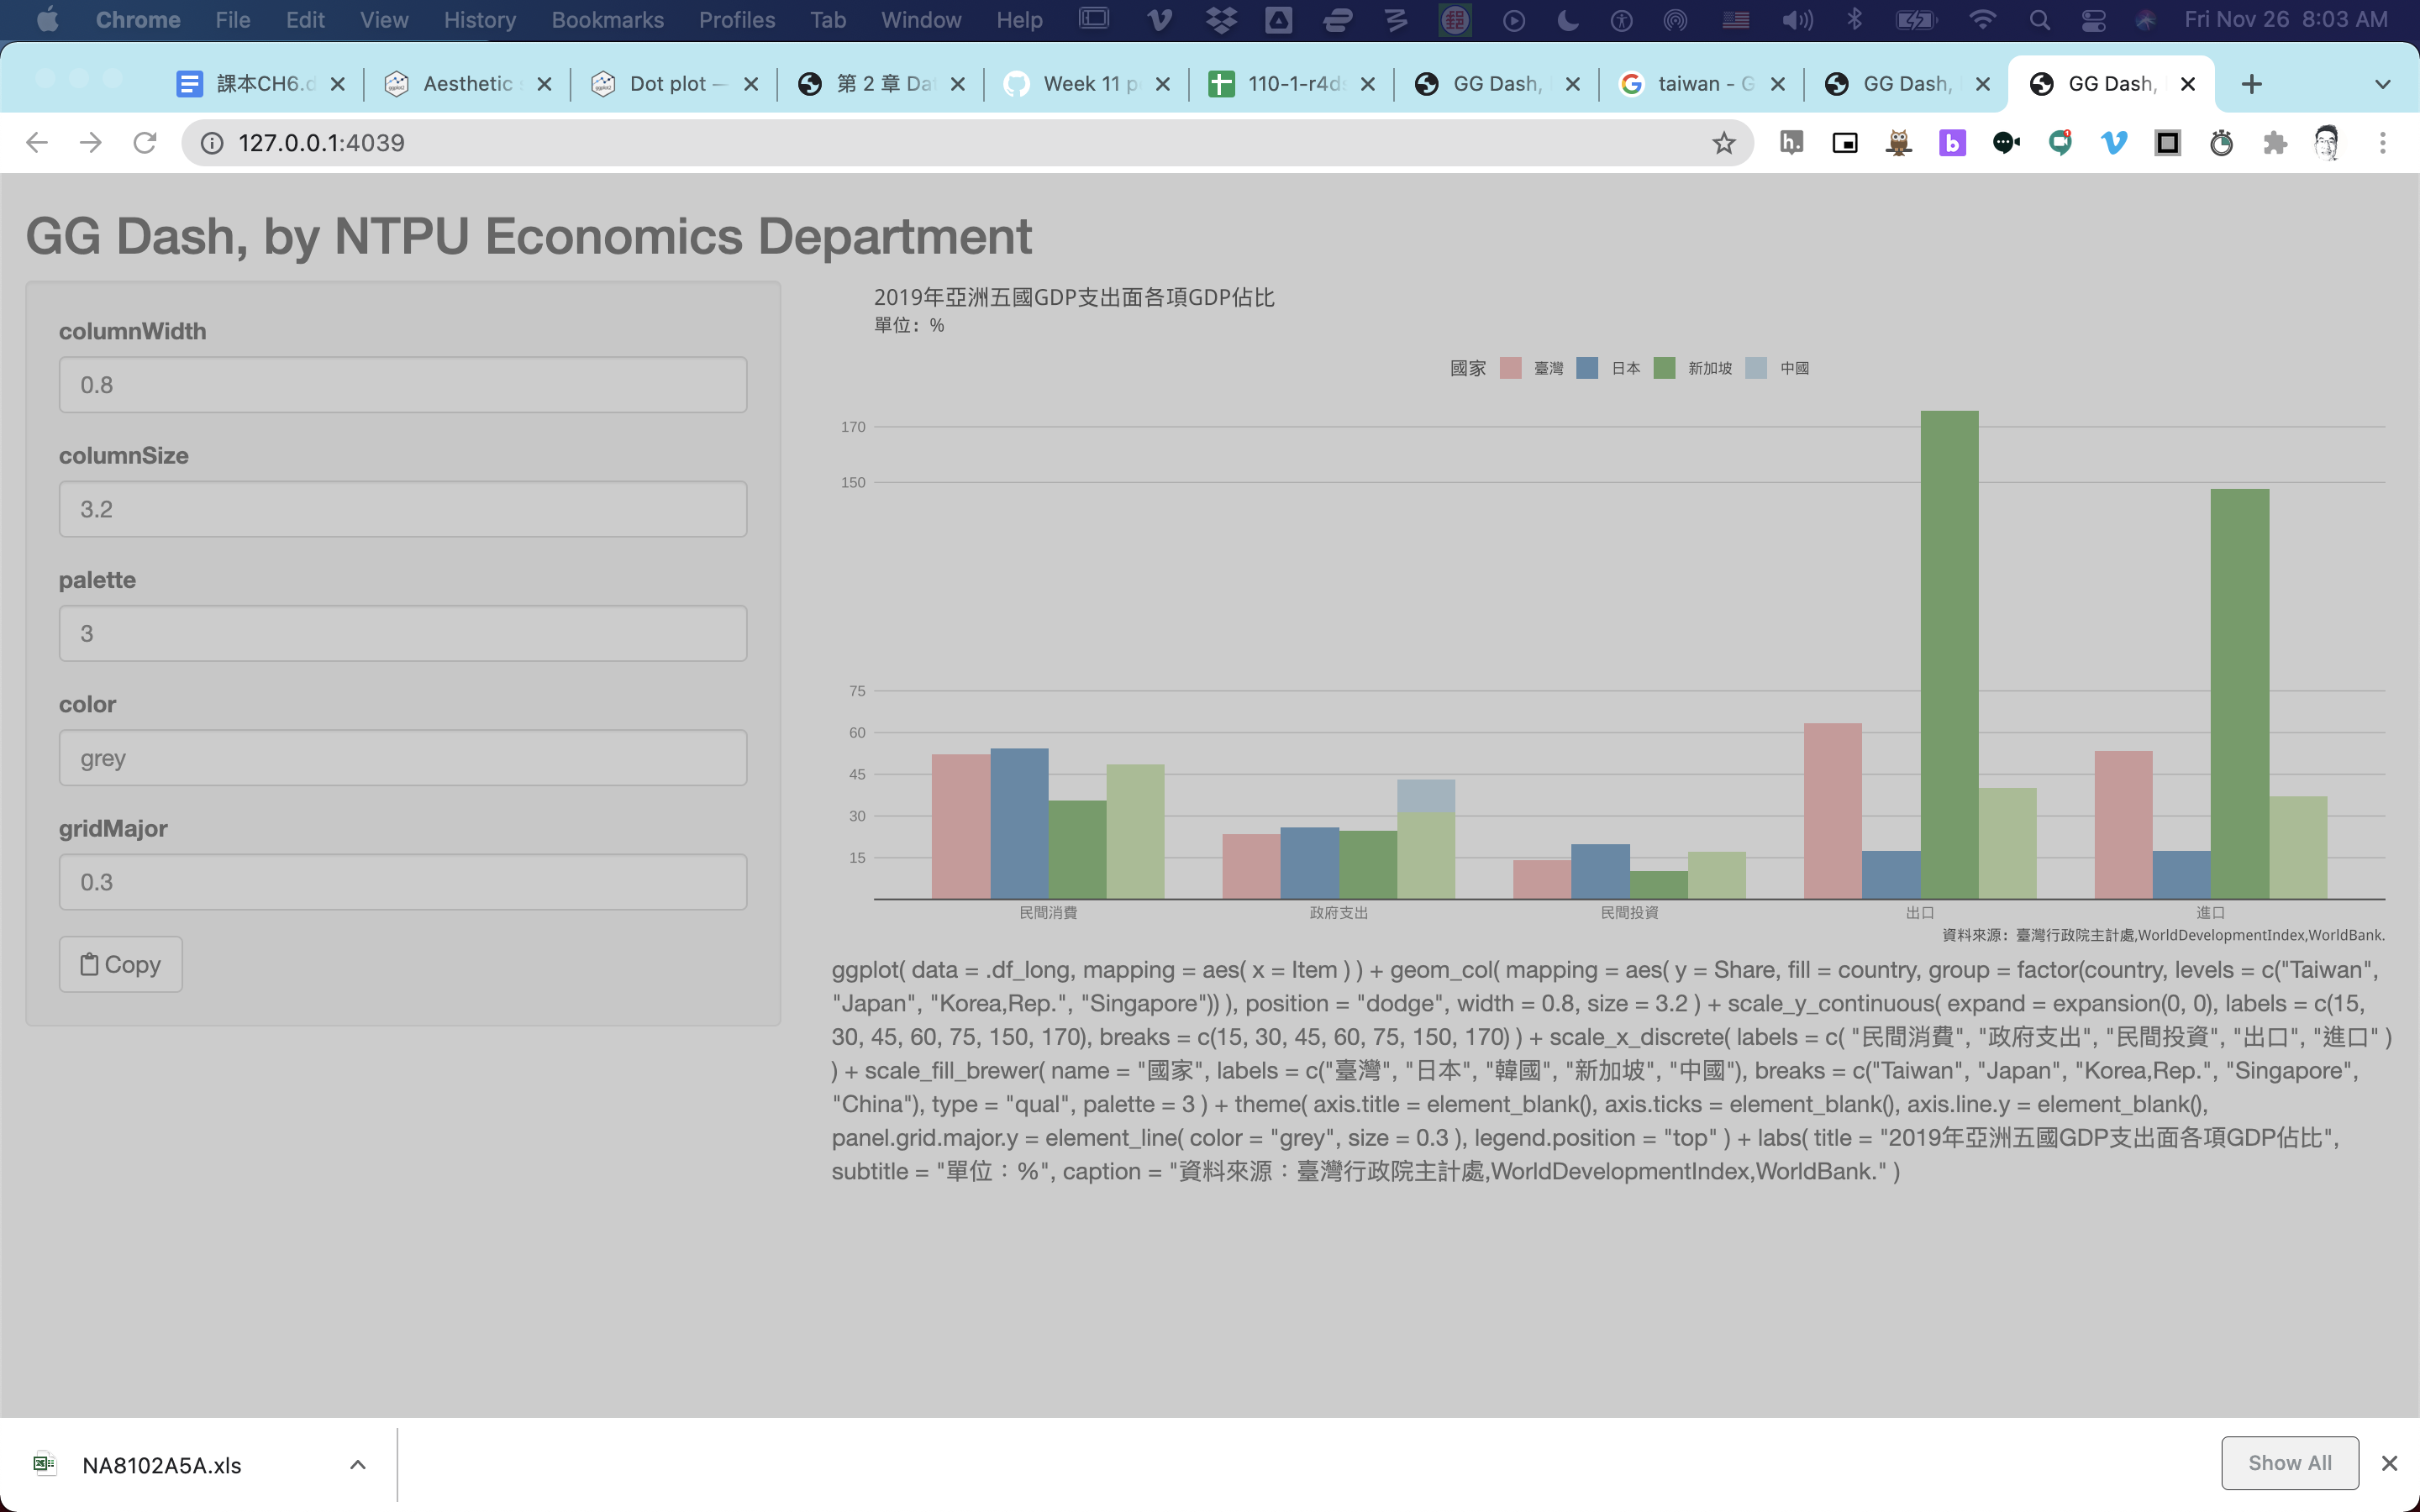 Chrome File Edit View History Bookmarks Profiles Tab Window Help Fri Nov 26 8:03 AM
課本CH6.d Aesthetic s Dot plot — 第 2 章 Dat Week 11 p 110-1-r4ds GG Dash, taiwan - G GG Dash, GG Dash,
127.0.0.1:4039
GG Dash, by NTPU Economics Department
columnWidth
0.8
columnSize
3.2
palette
3
color
grey
gridMajor
0.3
Copy
2019年亞洲五國GDP支出面各項GDP佔比
單位：%
國家 臺灣 日本 新加坡 中國
170
150
75
60
45
30
15
民間消費 政府支出 民間投資 出口 進口
資料來源：臺灣行政院主計處,WorldDevelopmentIndex,WorldBank.
ggplot( data = .df_long, mapping = aes( x = Item ) ) + geom_col( mapping = aes( y = Share, fill = country, group = factor(country, levels = c("Taiwan",
"Japan", "Korea,Rep.", "Singapore")) ), position = "dodge", width = 0.8, size = 3.2 ) + scale_y_continuous( expand = expansion(0, 0), labels = c(15,
30, 45, 60, 75, 150, 170), breaks = c(15, 30, 45, 60, 75, 150, 170) ) + scale_x_discrete( labels = c( "民間消費", "政府支出", "民間投資", "出口", "進口" )
) + scale_fill_brewer( name = "國家", labels = c("臺灣", "日本", "韓國", "新加坡", "中國"), breaks = c("Taiwan", "Japan", "Korea,Rep.", "Singapore",
"China"), type = "qual", palette = 3 ) + theme( axis.title = element_blank(), axis.ticks = element_blank(), axis.line.y = element_blank(),
panel.grid.major.y = element_line( color = "grey", size = 0.3 ), legend.position = "top" ) + labs( title = "2019年亞洲五國GDP支出面各項GDP佔比",
subtitle = "單位：%", caption = "資料來源：臺灣行政院主計處,WorldDevelopmentIndex,WorldBank." )
NA8102A5A.xls
Show All